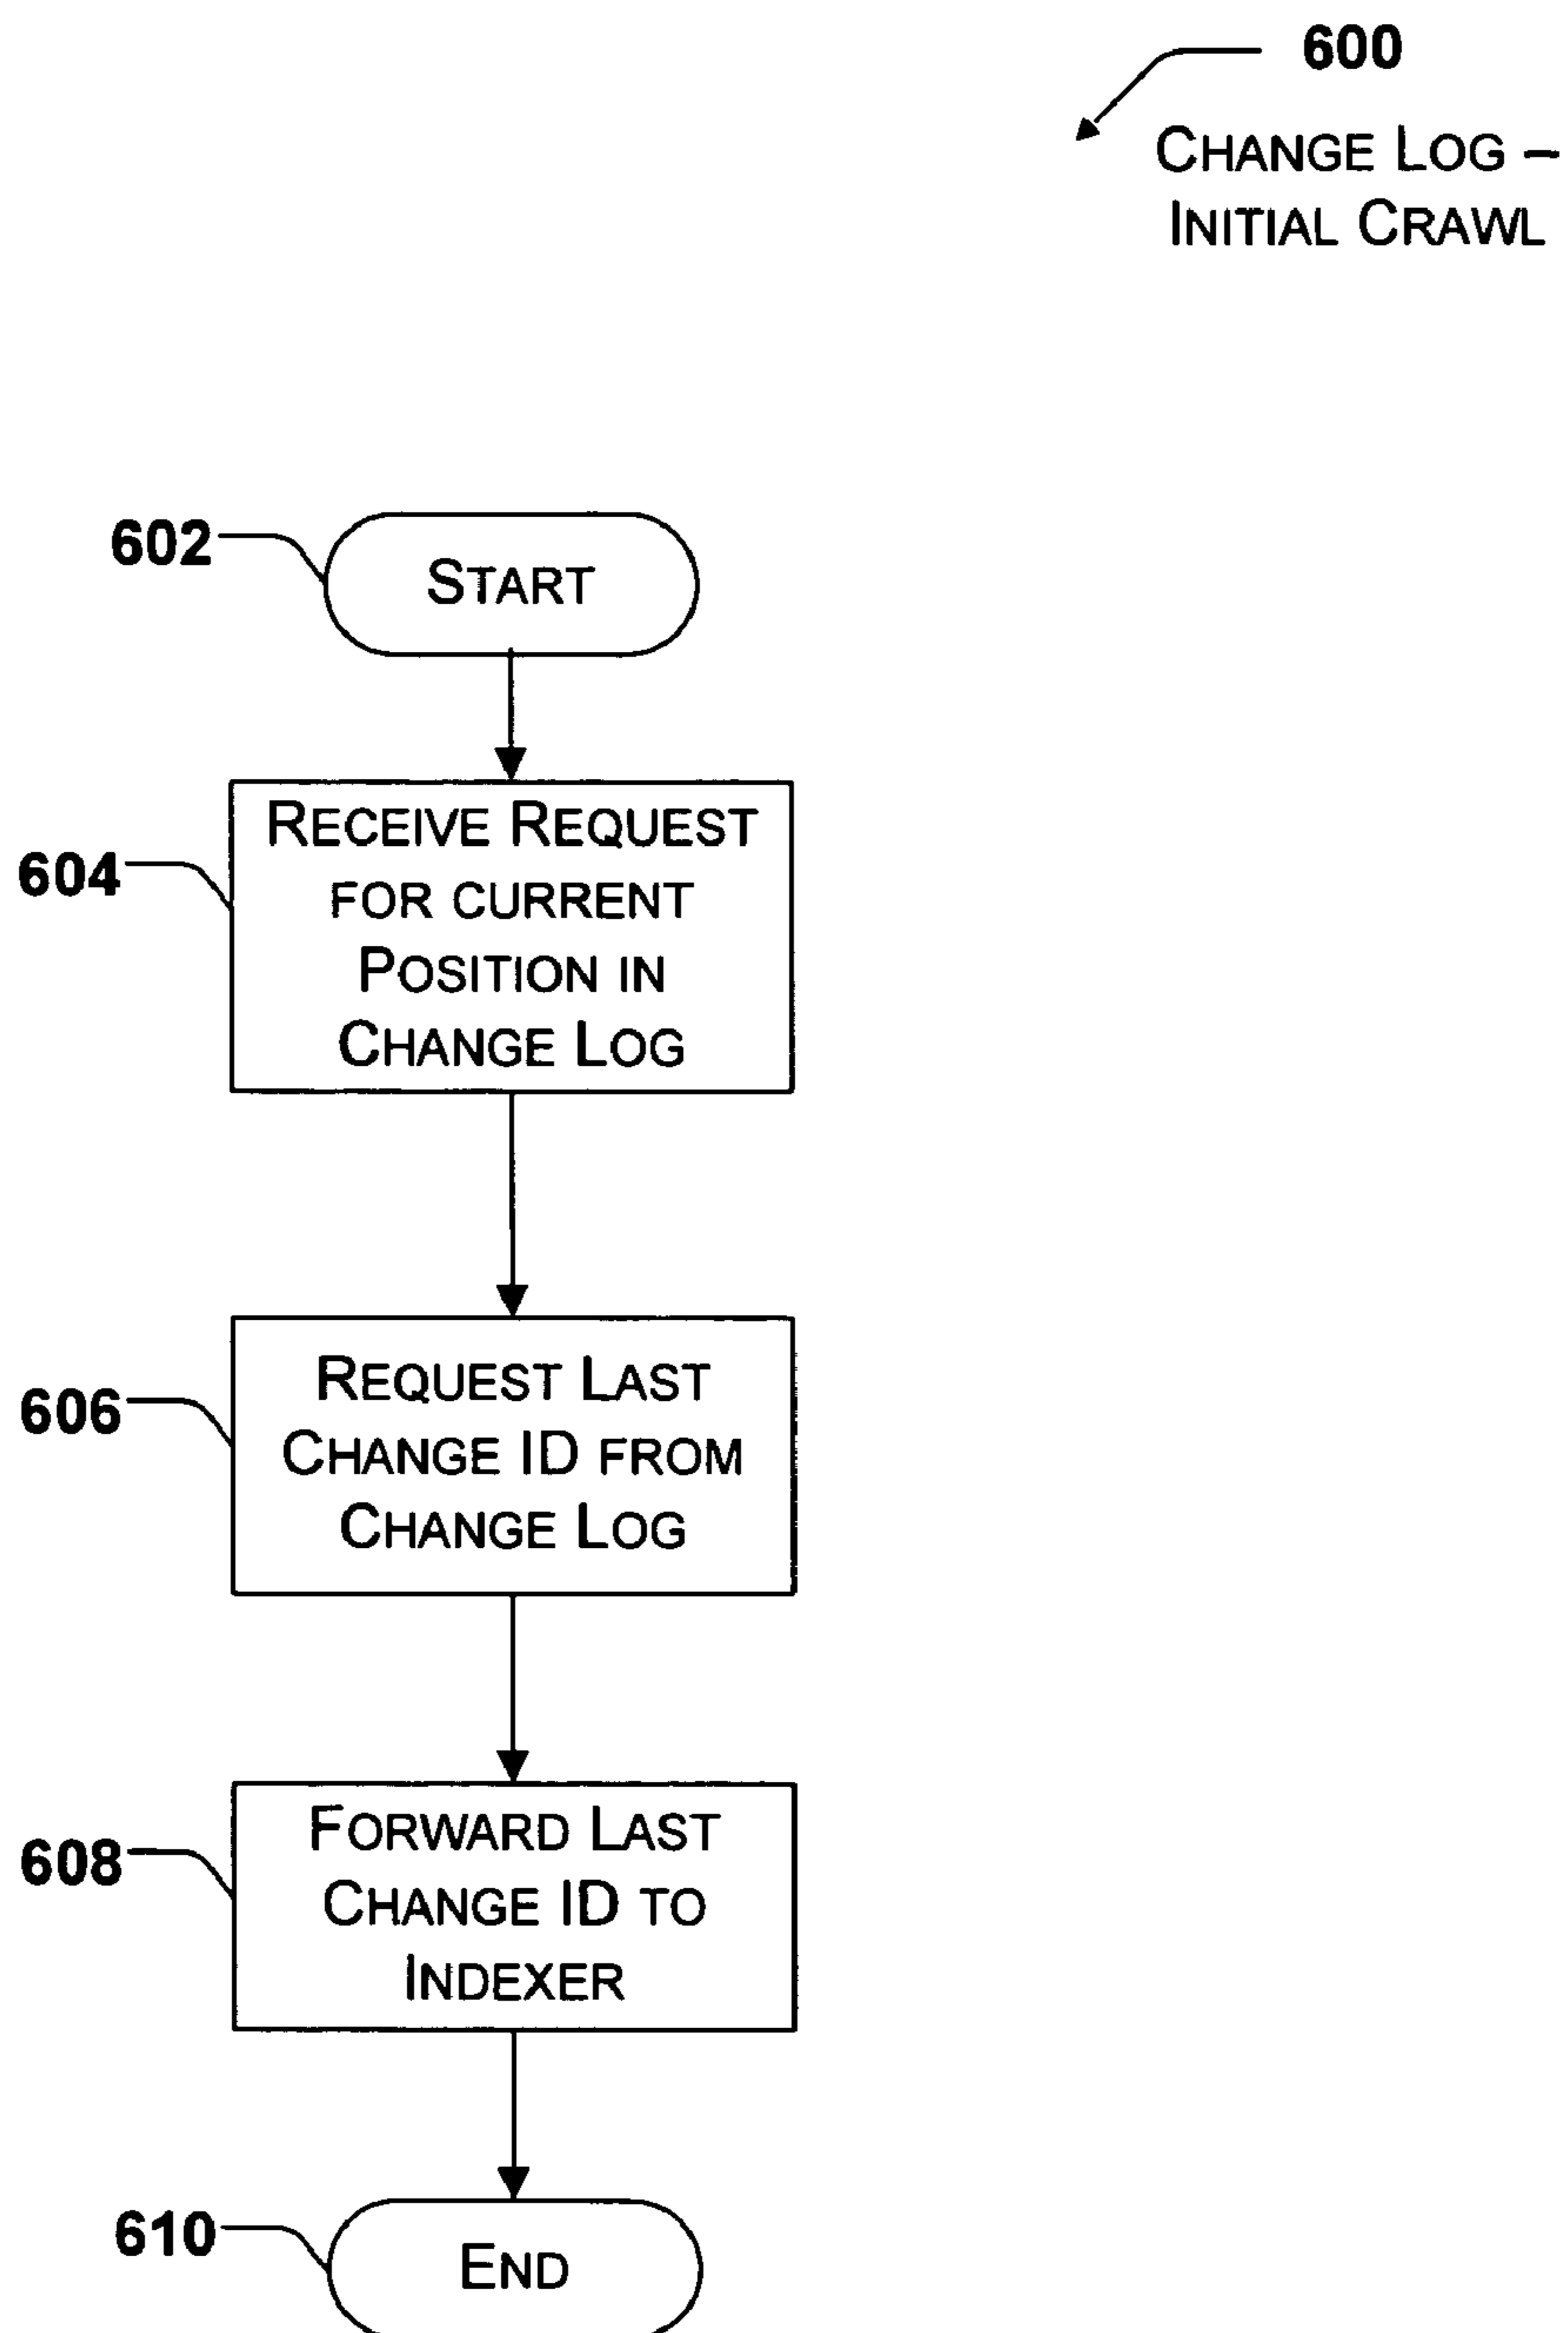 600
CHANGE LOG –
INITIAL CRAWL
602
START
604
RECEIVE REQUEST
FOR CURRENT
POSITION IN
CHANGE LOG
606
REQUEST LAST
CHANGE ID FROM
CHANGE LOG
608
FORWARD LAST
CHANGE ID TO
INDEXER
610
END